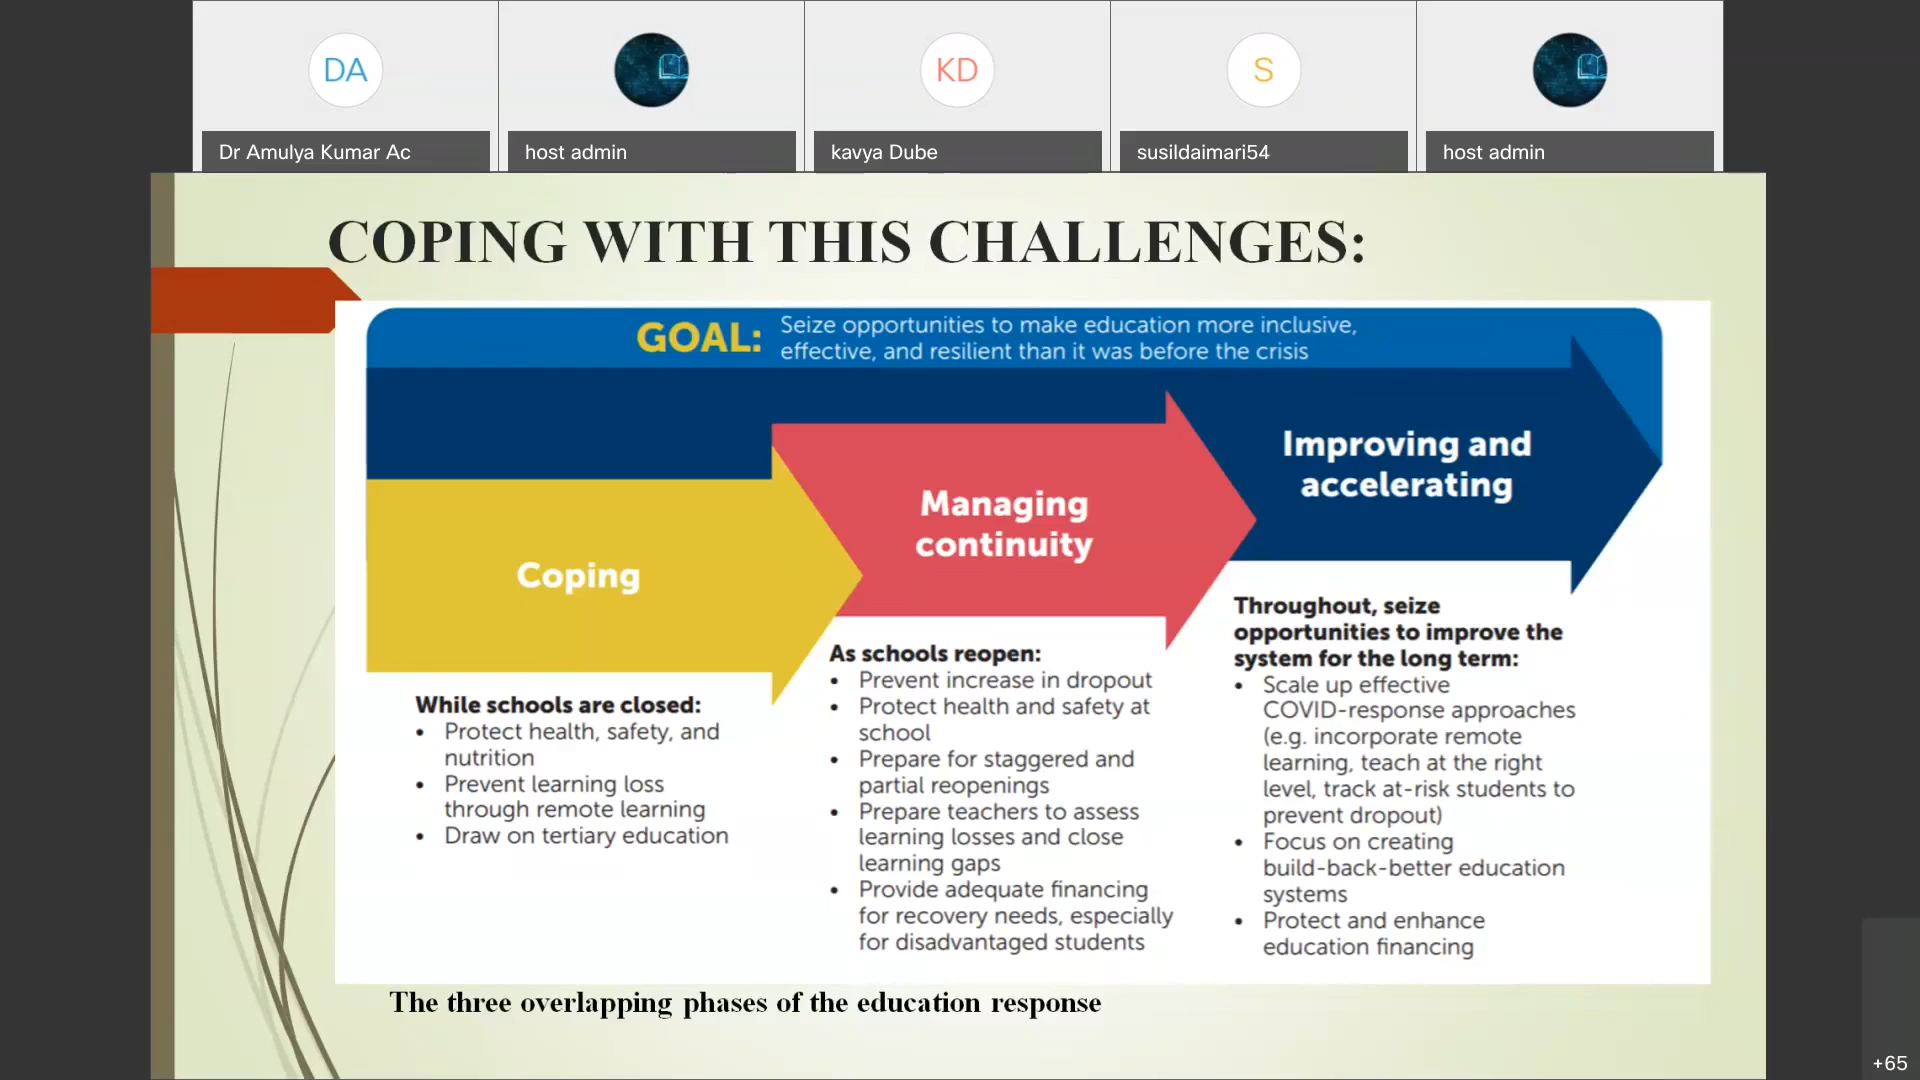 DA
KD
S
Dr Amulya Kumar Ac
host admin
kavya Dube
susildaimari54
host admin
COPING WITH THIS CHALLENGES:
GOAL:
Seize opportunities to make education more inclusive,
effective, and resilient than it was before the crisis
Coping
Managing
continuity
Improving and
accelerating
While schools are closed:
• Protect health, safety, and
nutrition
• Prevent learning loss
through remote learning
• Draw on tertiary education
As schools reopen:
• Prevent increase in dropout
• Protect health and safety at
school
• Prepare for staggered and
partial reopenings
• Prepare teachers to assess
learning losses and close
learning gaps
• Provide adequate financing
for recovery needs, especially
for disadvantaged students
Throughout, seize
opportunities to improve the
system for the long term:
• Scale up effective
COVID-response approaches
(e.g. incorporate remote
learning, teach at the right
level, track at-risk students to
prevent dropout)
• Focus on creating
build-back-better education
systems
• Protect and enhance
education financing
The three overlapping phases of the education response
+65